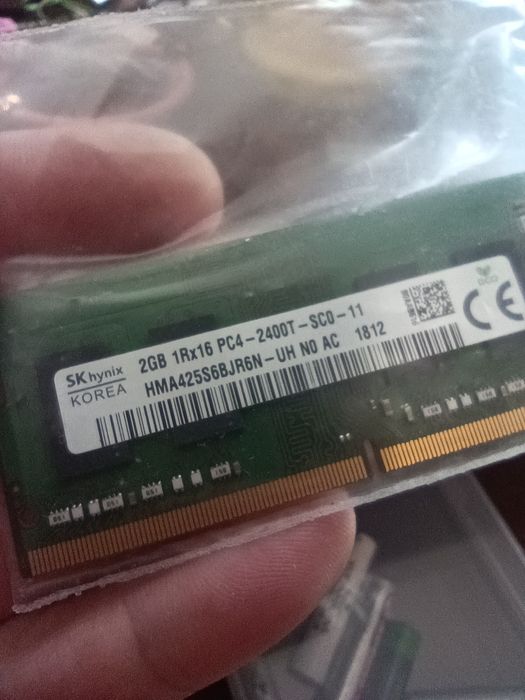 SK hynix
KOREA
2GB 1Rx16 PC4-2400T-SC0-11
HMA425S6BJR6N-UH N0 AC 1812
CE